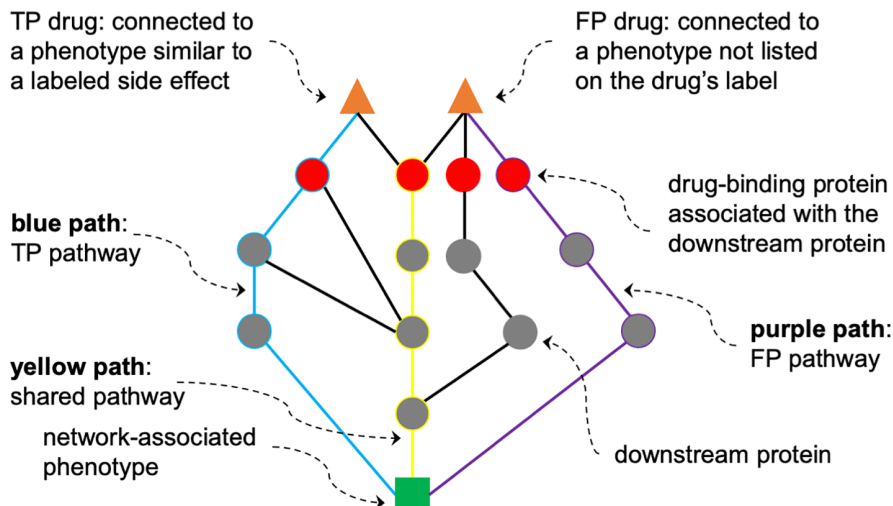 TP drug: connected to
a phenotype similar to
a labeled side effect
FP drug: connected to
a phenotype not listed
on the drug's label
drug-binding protein
associated with the
downstream protein
blue path:
TP pathway
purple path:
FP pathway
yellow path:
shared pathway
network-associated
phenotype
downstream protein